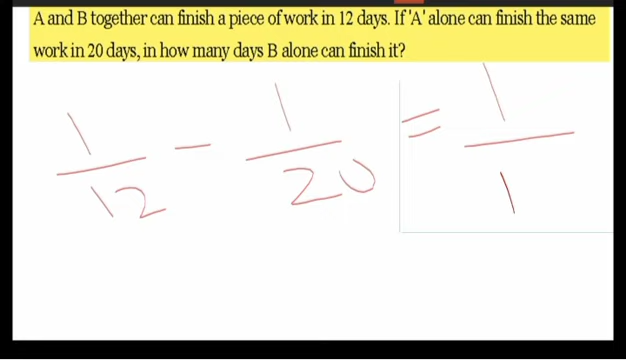 A and B together can finish a piece of work in 12 days. If 'A' alone can finish the same
work in 20 days, in how many days B alone can finish it?
1/12 - 1/20 = 1/1